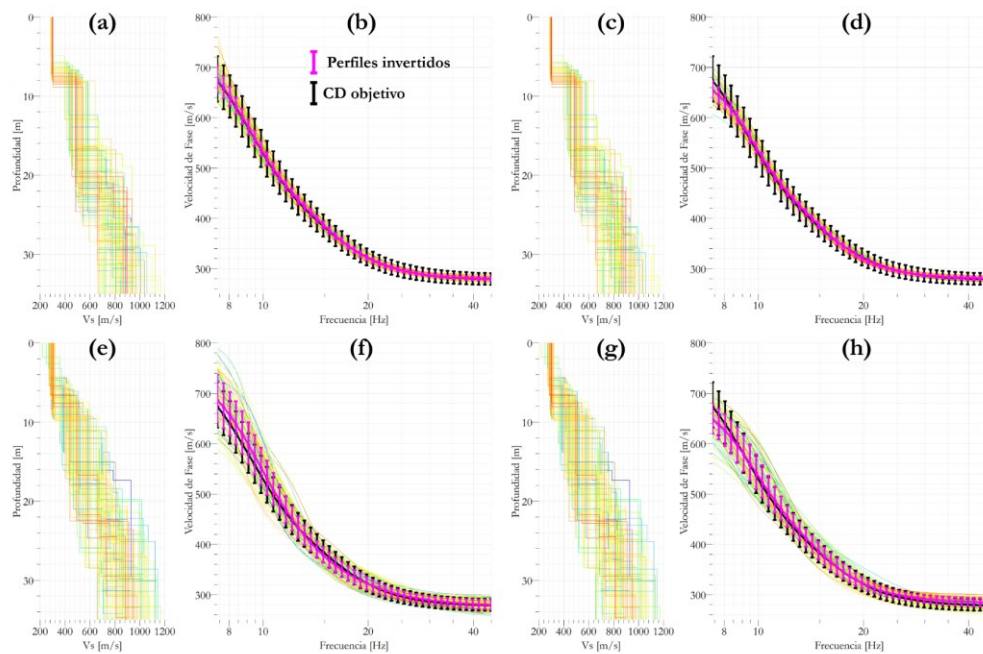 (a)
(b)
(c)
(d)
Perfiles invertidos
CD objetivo
Profundidad [m]
0
10
20
30
200 400 600 800 1000 1200
Vs [m/s]
Velocidad de Fase [m/s]
800
700
600
500
400
300
8 10 20 40
Frecuencia [Hz]
Profundidad [m]
0
10
20
30
200 400 600 800 1000 1200
Vs [m/s]
Velocidad de Fase [m/s]
800
700
600
500
400
300
8 10 20 40
Frecuencia [Hz]
(e)
(f)
(g)
(h)
Profundidad [m]
0
10
20
30
200 400 600 800 1000 1200
Vs [m/s]
Velocidad de Fase [m/s]
800
700
600
500
400
300
8 10 20 40
Frecuencia [Hz]
Profundidad [m]
0
10
20
30
200 400 600 800 1000 1200
Vs [m/s]
Velocidad de Fase [m/s]
800
700
600
500
400
300
8 10 20 40
Frecuencia [Hz]